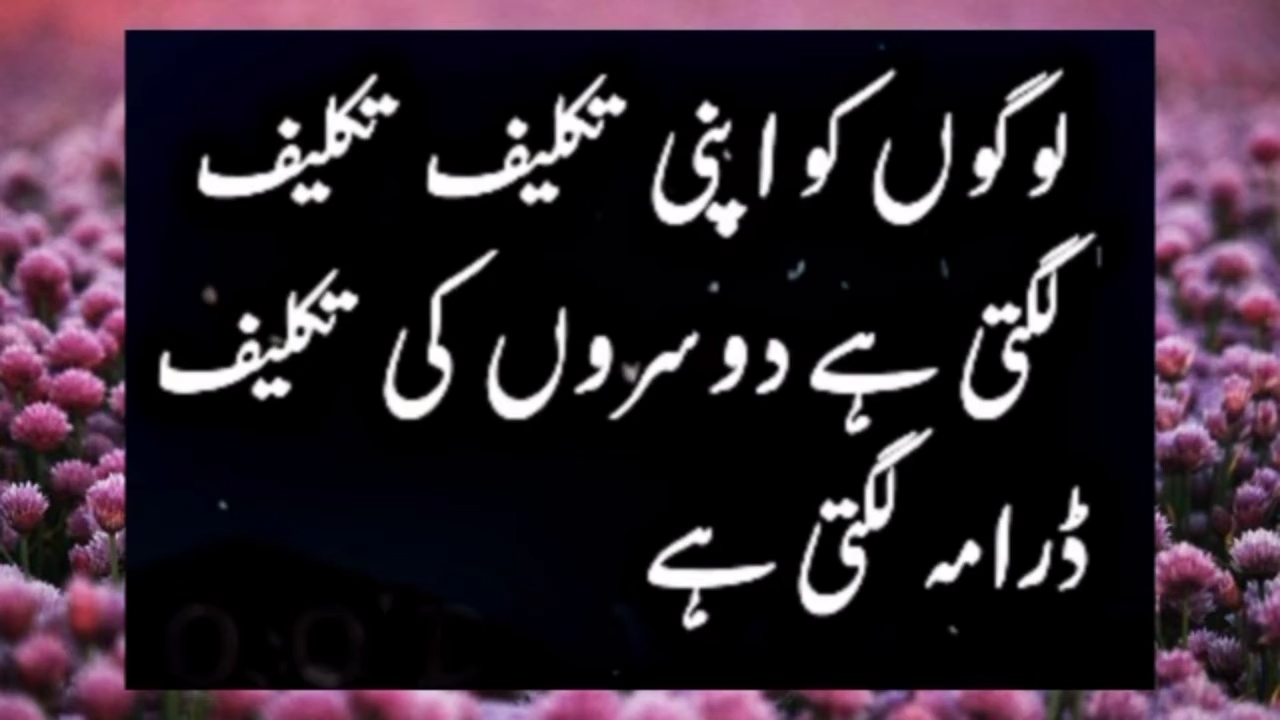 لوگوں کو اپنی تکلیف تکلیف
لگتی ہے دوسروں کی تکلیف
ڈرامہ لگتی ہے